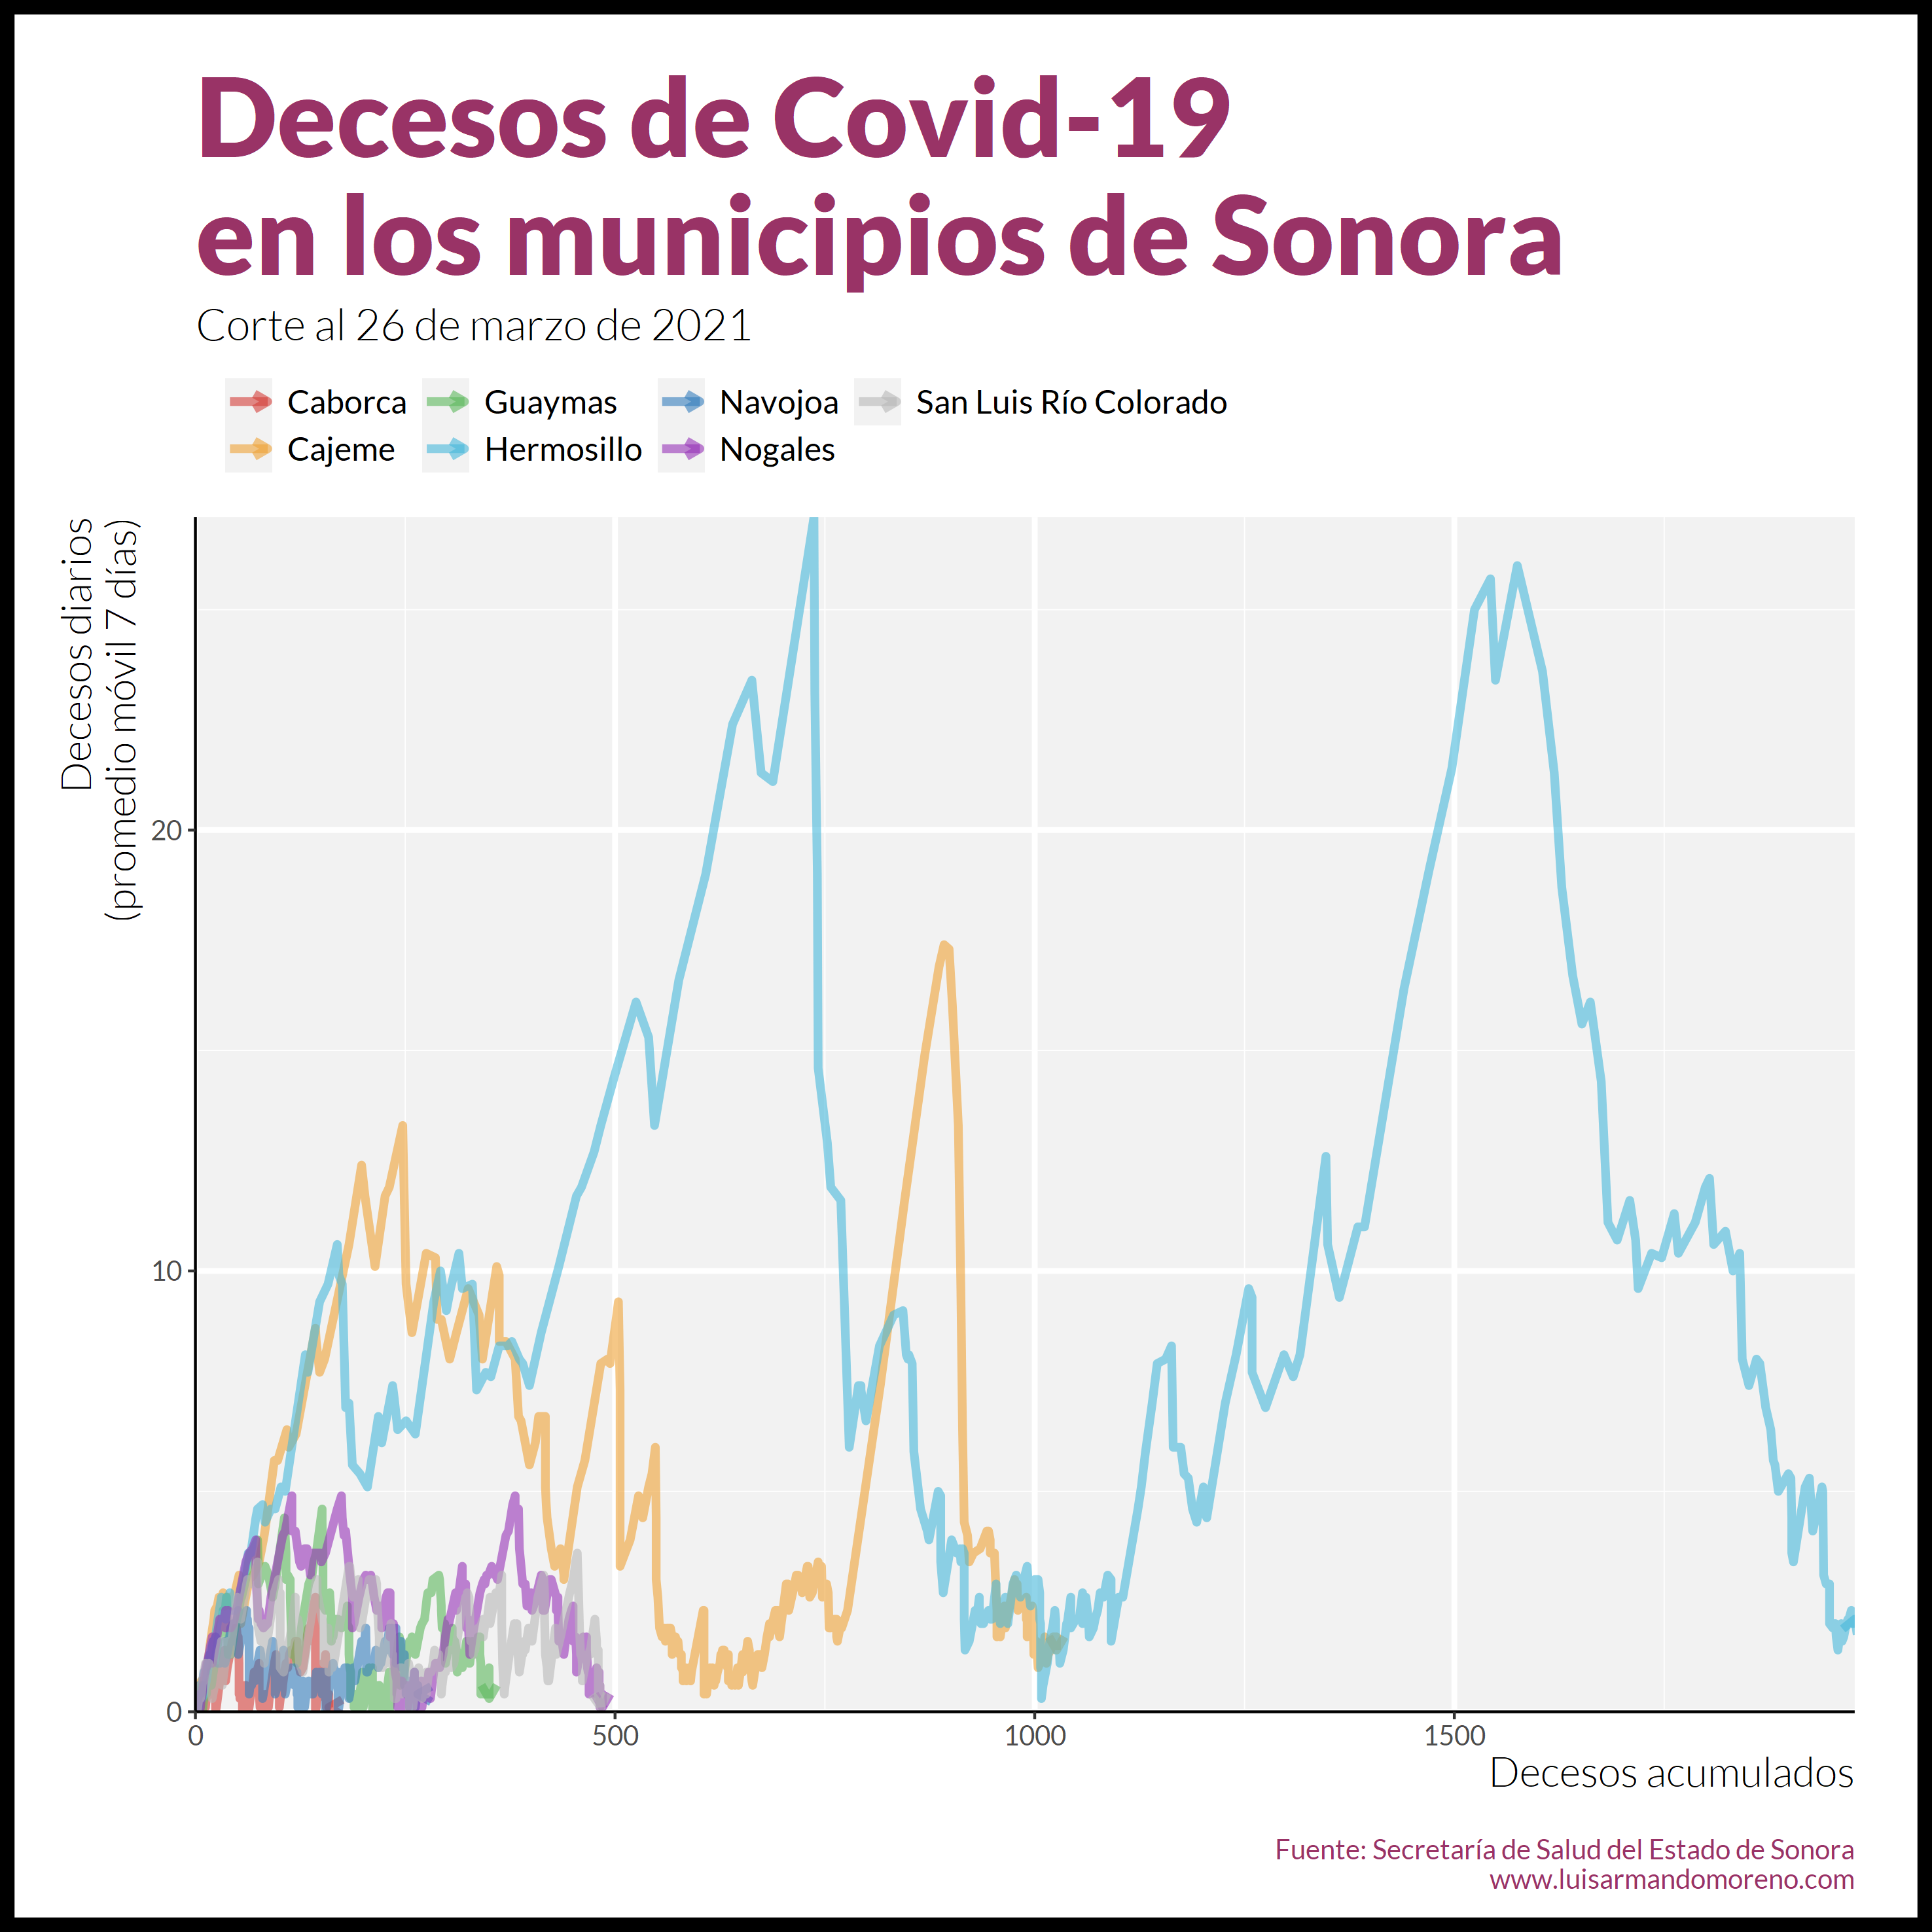 Decesos de Covid-19
en los municipios de Sonora
Corte al 26 de marzo de 2021
Caborca Guaymas Navojoa San Luis Río Colorado
Cajeme Hermosillo Nogales
Decesos diarios
(promedio móvil 7 días)
20
10
0
0 500 1000 1500
Decesos acumulados
Fuente: Secretaría de Salud del Estado de Sonora
www.luisarmandomoreno.com